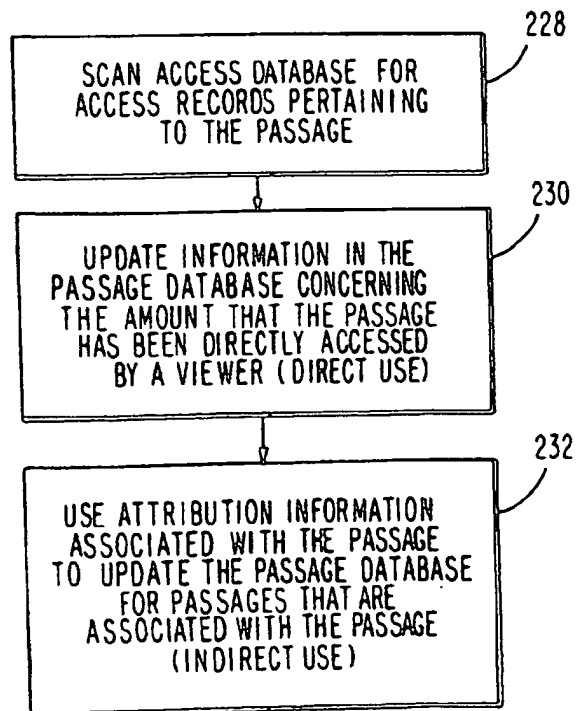 228
SCAN ACCESS DATABASE FOR
ACCESS RECORDS PERTAINING
TO THE PASSAGE
230
UPDATE INFORMATION IN THE
PASSAGE DATABASE CONCERNING
THE AMOUNT THAT THE PASSAGE
HAS BEEN DIRECTLY ACCESSED
BY A VIEWER (DIRECT USE)
232
USE ATTRIBUTION INFORMATION
ASSOCIATED WITH THE PASSAGE
TO UPDATE THE PASSAGE DATABASE
FOR PASSAGES THAT ARE
ASSOCIATED WITH THE PASSAGE
(INDIRECT USE)